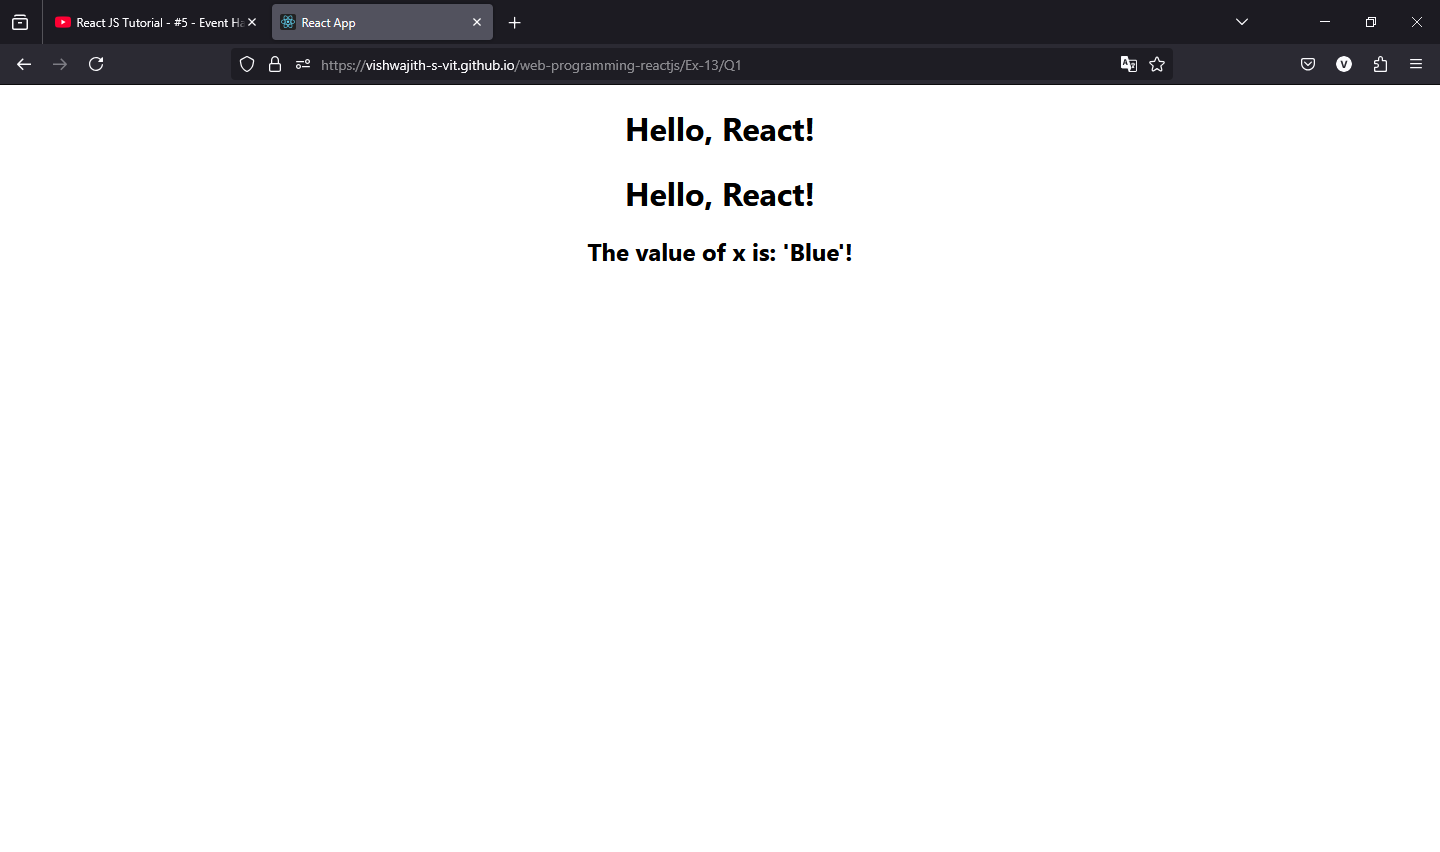 React JS Tutorial - #5 - Event Ha
React App
https://vishwajith-s-vit.github.io/web-programming-reactjs/Ex-13/Q1
V
Hello, React!
Hello, React!
The value of x is: 'Blue'!